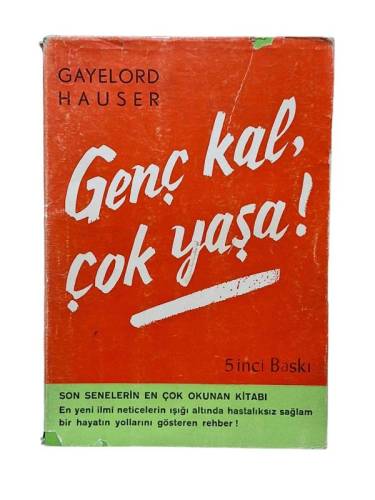 GAYELORD
HAUSER
Genç kal,
çok yaşa!
5 inci Baskı
SON SENELERİN EN ÇOK OKUNAN KİTABI
En yeni ilmî neticelerin ışığı altında hastalıksız sağlam
bir hayatın yollarını gösteren rehber!